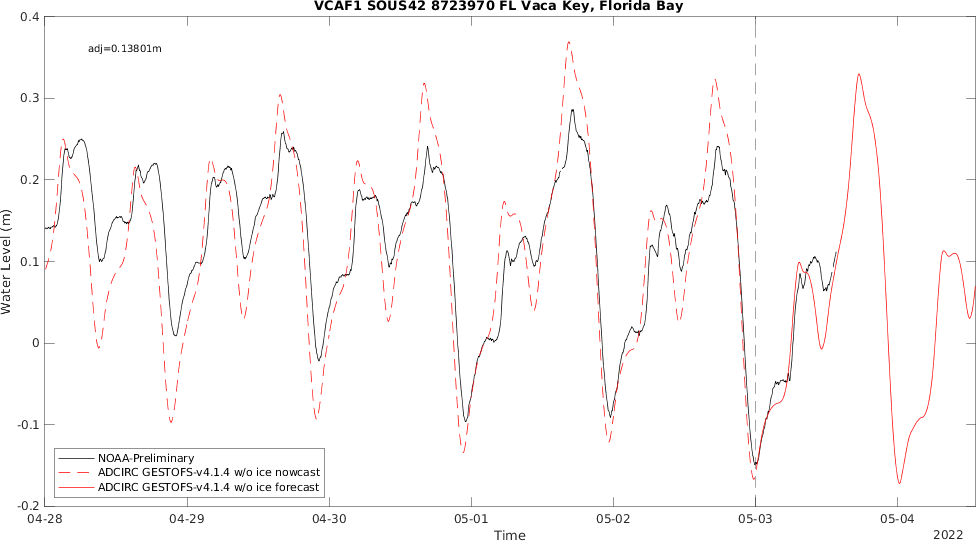 VCAF1 SOUS42 8723970 FL Vaca Key, Florida Bay
0.4
adj=0.13801m
0.3
0.2
0.1
0
-0.1
-0.2
Water Level (m)
NOAA-Preliminary
ADCIRC GESTOFS-v4.1.4 w/o ice nowcast
ADCIRC GESTOFS-v4.1.4 w/o ice forecast
04-28 04-29 04-30 05-01 05-02 05-03 05-04
Time 2022